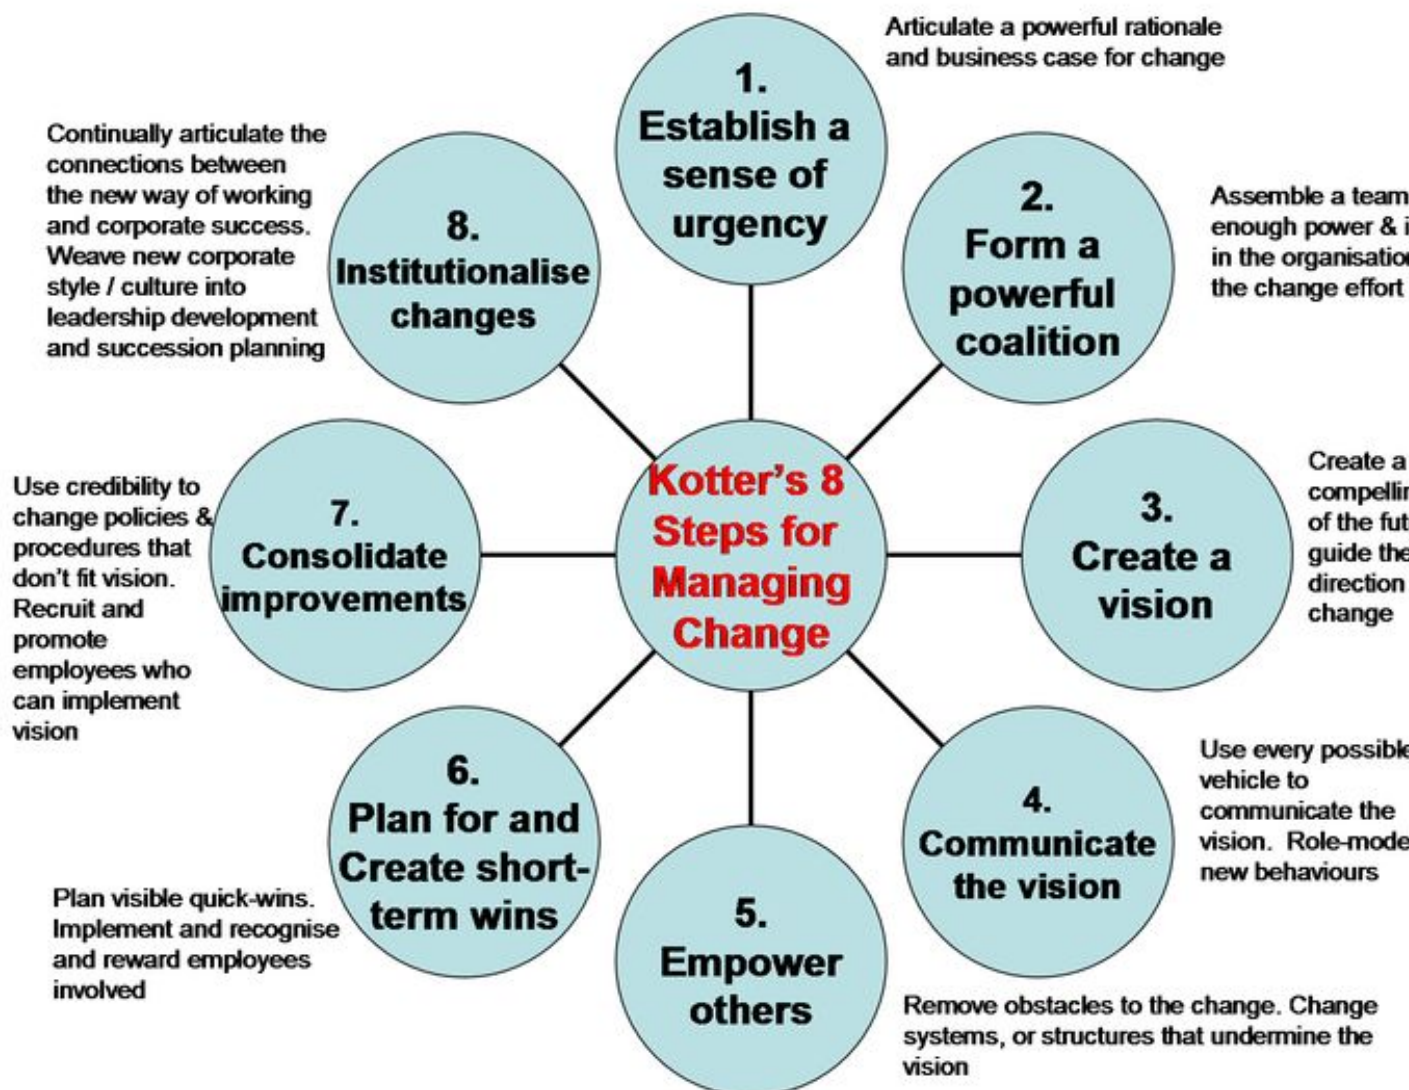 Kotter's 8
Steps for
Managing
Change
1.
Establish a
sense of
urgency
Articulate a powerful rationale
and business case for change
2.
Form a
powerful
coalition
Assemble a team
enough power &
in the organisation
the change effort
3.
Create a
vision
Create a
of the
guide the
direction
change
4.
Communicate
the vision
Use every possible
vehicle to
communicate the
vision. Role-mode
new behaviours
5.
Empower
others
Remove obstacles to the change. Change
systems, or structures that undermine the
vision
6.
Plan for and
Create short-
term wins
Plan visible quick-wins.
Implement and recognise
and reward employees
involved
7.
Consolidate
improvements
Use credibility to
change policies &
procedures that
don't fit vision.
Recruit and
promote
employees who
can implement
vision
8.
Institutionalise
changes
Continually articulate the
connections between
the new way of working
and corporate success.
Weave new corporate
style / culture into
leadership development
and succession planning